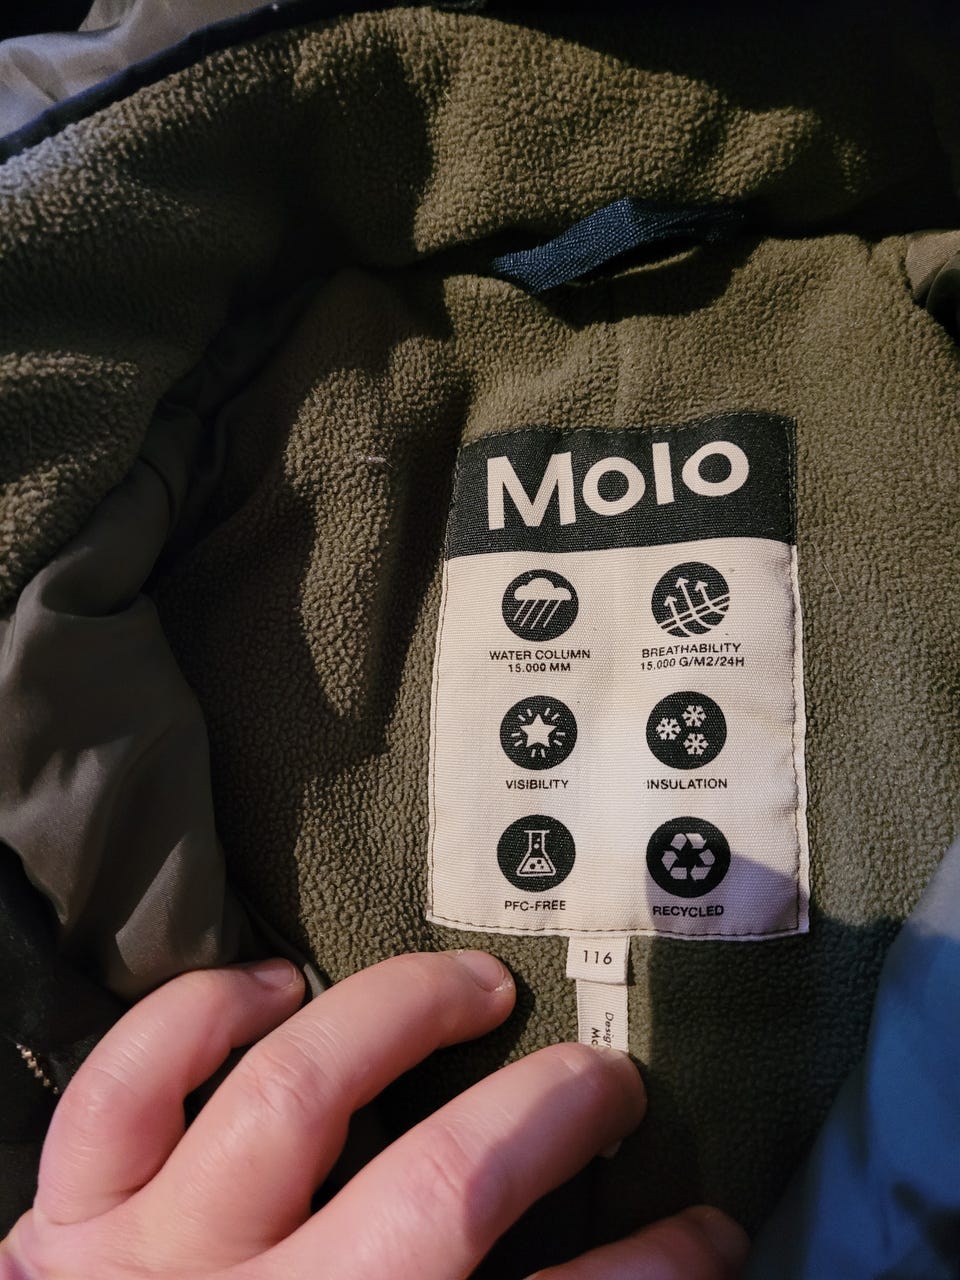 Molo
WATER COLUMN
15.000 MM
BREATHABILITY
15.000 G/M2/24H
VISIBILITY
INSULATION
PFC-FREE
RECYCLED
116